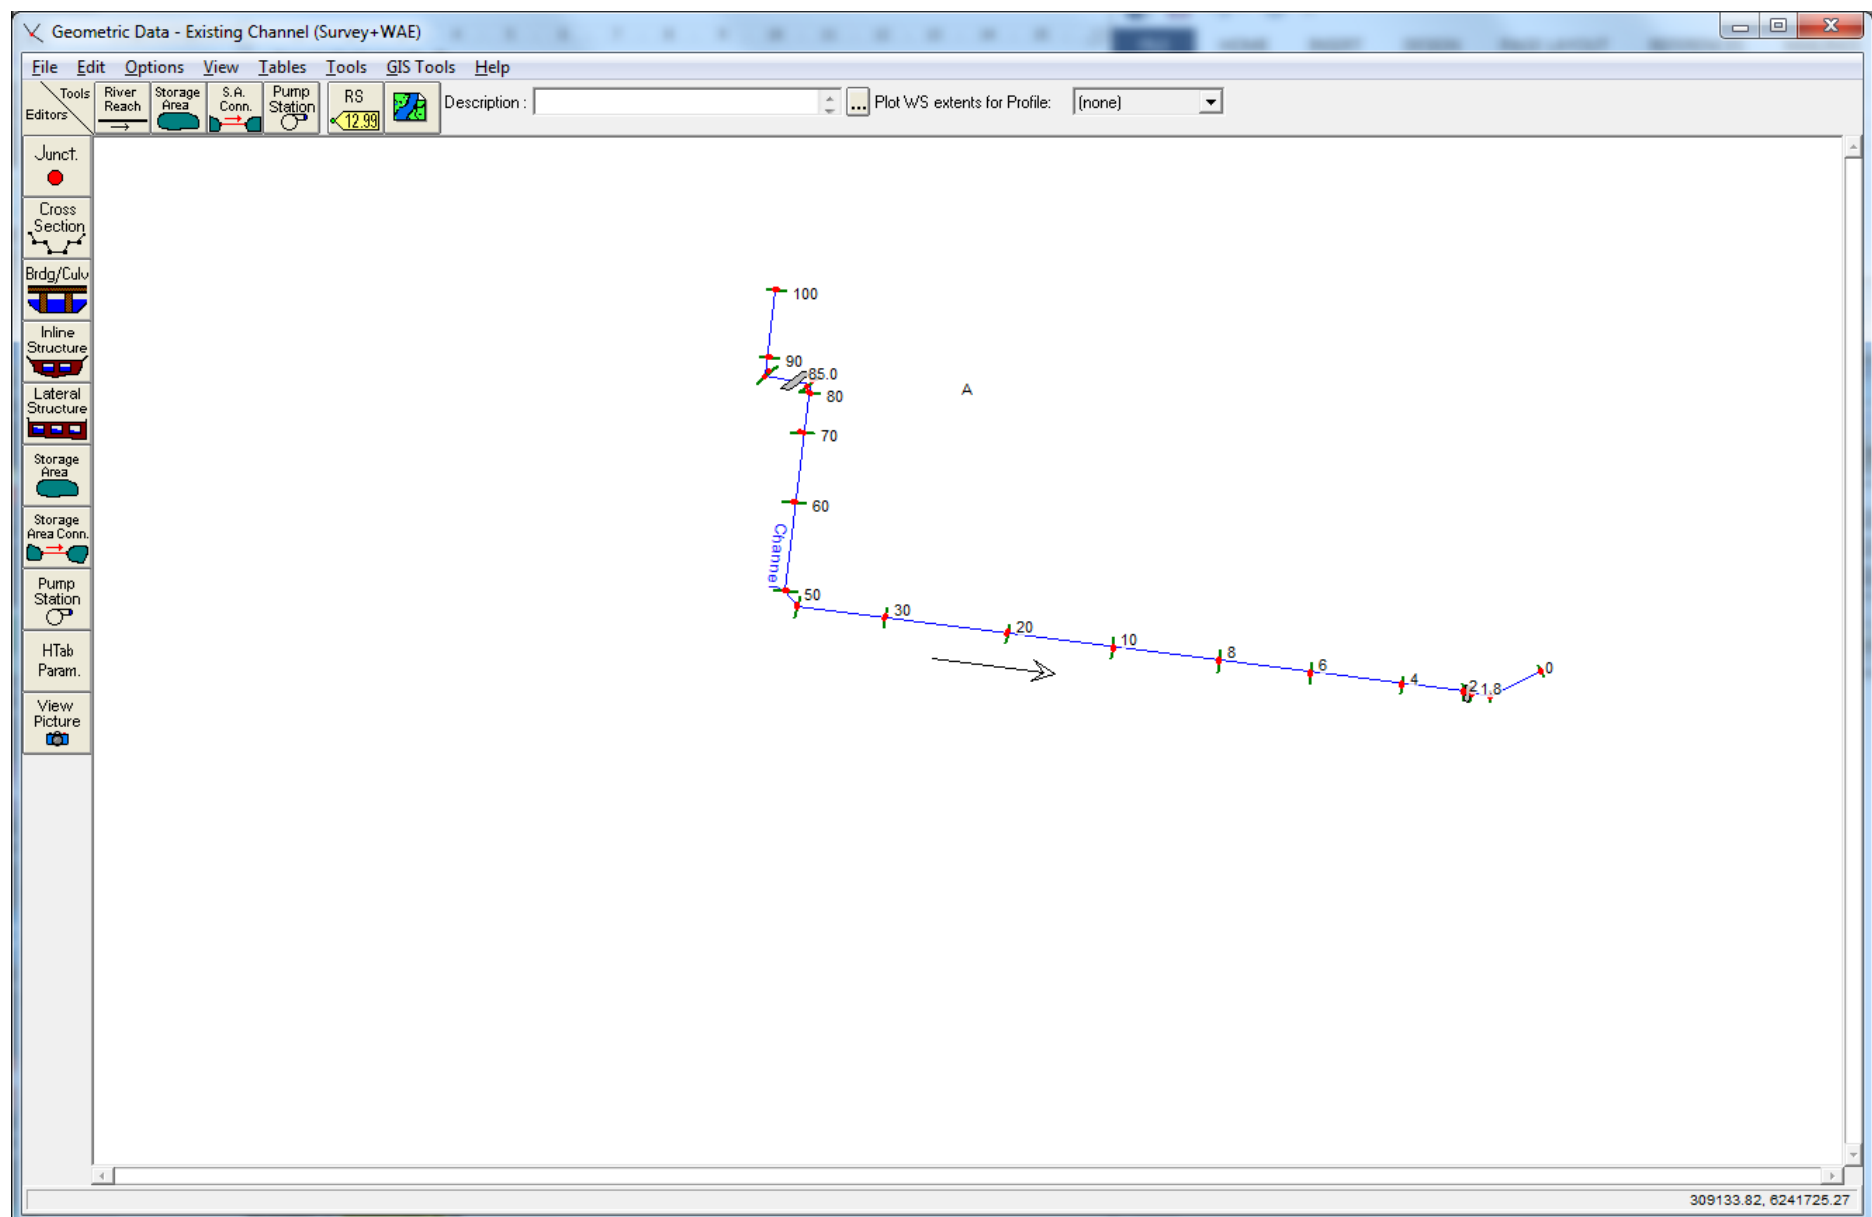 Geometric Data - Existing Channel (Survey+WAE)
File Edit Options View Tables Tools GIS Tools Help
Tools
Editors
River
Reach
Storage
Area
S.A.
Conn.
Pump
Station
RS
12.99
Description :
... Plot WS extents for Profile:
(none)
Junct.
Cross
Section
Brdg/Culv
Inline
Structure
Lateral
Structure
Storage
Area
Storage
Area Conn.
Pump
Station
HTab
Param.
View
Picture
100
90
85.0
80
A
70
60
Channel
50
30
20
10
8
6
4
2
1.8
0
309133.82, 6241725.27